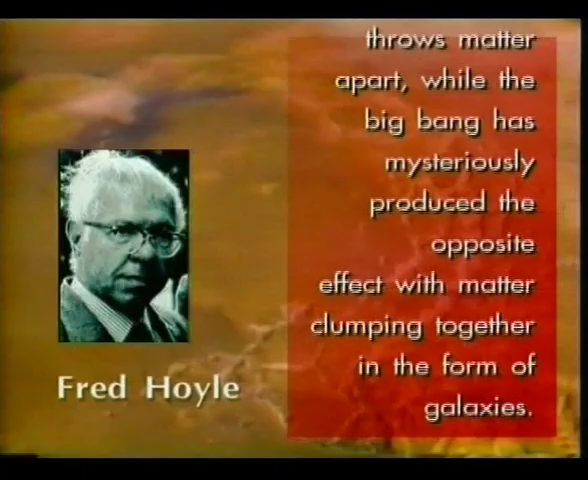 throws matter
apart, while the
big bang has
mysteriously
produced the
opposite
effect with matter
clumping together
in the form of
galaxies.
Fred Hoyle